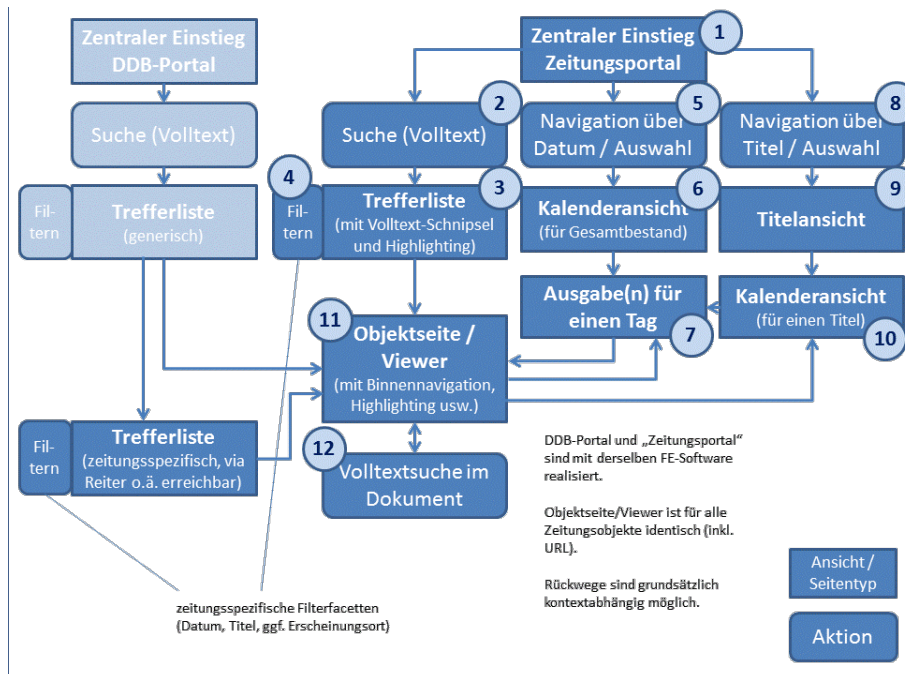 Zentraler Einstieg
DDB-Portal
Suche (Volltext)
Fil-
tern
Trefferliste
(generisch)
Fil-
tern
Trefferliste
(zeitungsspezifisch, via
Reiter o.ä. erreichbar)
1
Zentraler Einstieg
Zeitungsportal
2
Suche (Volltext)
5
Navigation über
Datum / Auswahl
8
Navigation über
Titel / Auswahl
4
Fil-
tern
3
Trefferliste
(mit Volltext-Schnipsel
und Highlighting)
6
Kalenderansicht
(für Gesamtbestand)
9
Titelansicht
Ausgabe(n) für
einen Tag
7
Kalenderansicht
(für einen Titel)
10
11
Objektseite /
Viewer
(mit Binnennavigation,
Highlighting usw.)
12
Volltextsuche im
Dokument
DDB-Portal und „Zeitungsportal“
sind mit derselben FE-Software
realisiert.
Objektseite/Viewer ist für alle
Zeitungsobjekte identisch (inkl.
URL).
Rückwege sind grundsätzlich
kontextabhängig möglich.
zeitungsspezifische Filterfacetten
(Datum, Titel, ggf. Erscheinungsort)
Ansicht /
Seitentyp
Aktion